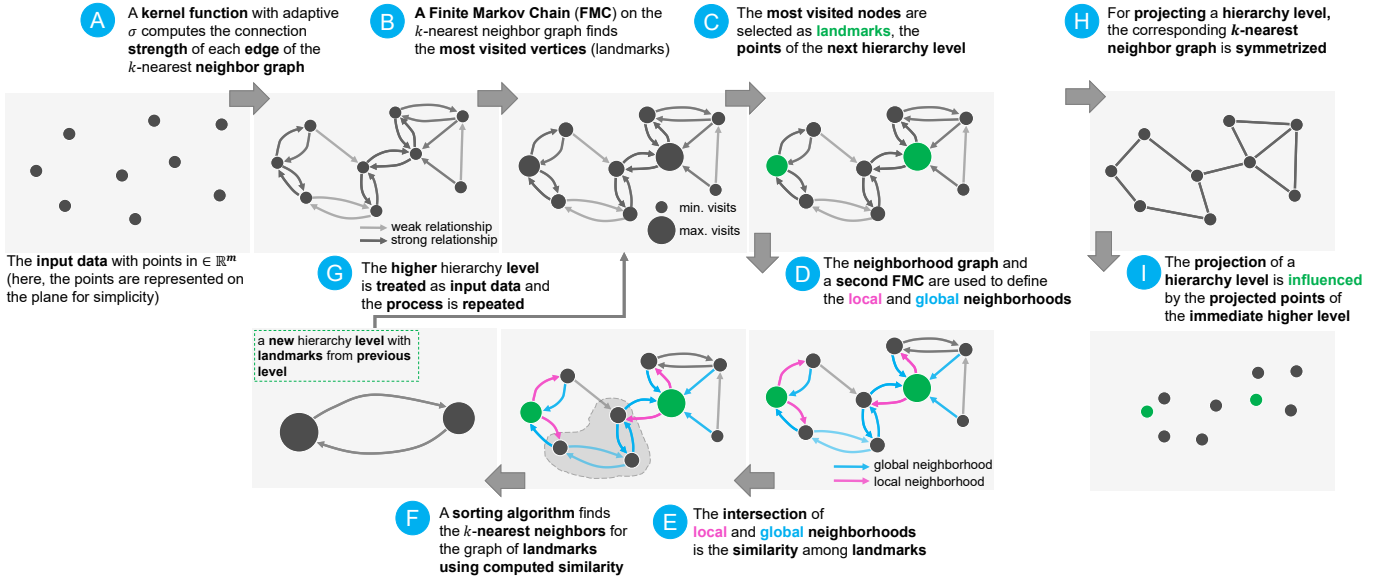 A
A kernel function with adaptive
σ computes the connection
strength of each edge of the
k-nearest neighbor graph
B
A Finite Markov Chain (FMC) on the
k-nearest neighbor graph finds
the most visited vertices (landmarks)
C
The most visited nodes are
selected as landmarks, the
points of the next hierarchy level
H
For projecting a hierarchy level,
the corresponding k-nearest
neighbor graph is symmetrized
weak relationship
strong relationship
min. visits
max. visits
The input data with points in ∈ ℝᵐ
(here, the points are represented on
the plane for simplicity)
G
The higher hierarchy level
is treated as input data and
the process is repeated
D
The neighborhood graph and
a second FMC are used to define
the local and global neighborhoods
I
The projection of a
hierarchy level is influenced
by the projected points of
the immediate higher level
a new hierarchy level with
landmarks from previous
level
global neighborhood
local neighborhood
F
A sorting algorithm finds
the k-nearest neighbors for
the graph of landmarks
using computed similarity
E
The intersection of
local and global neighborhoods
is the similarity among landmarks